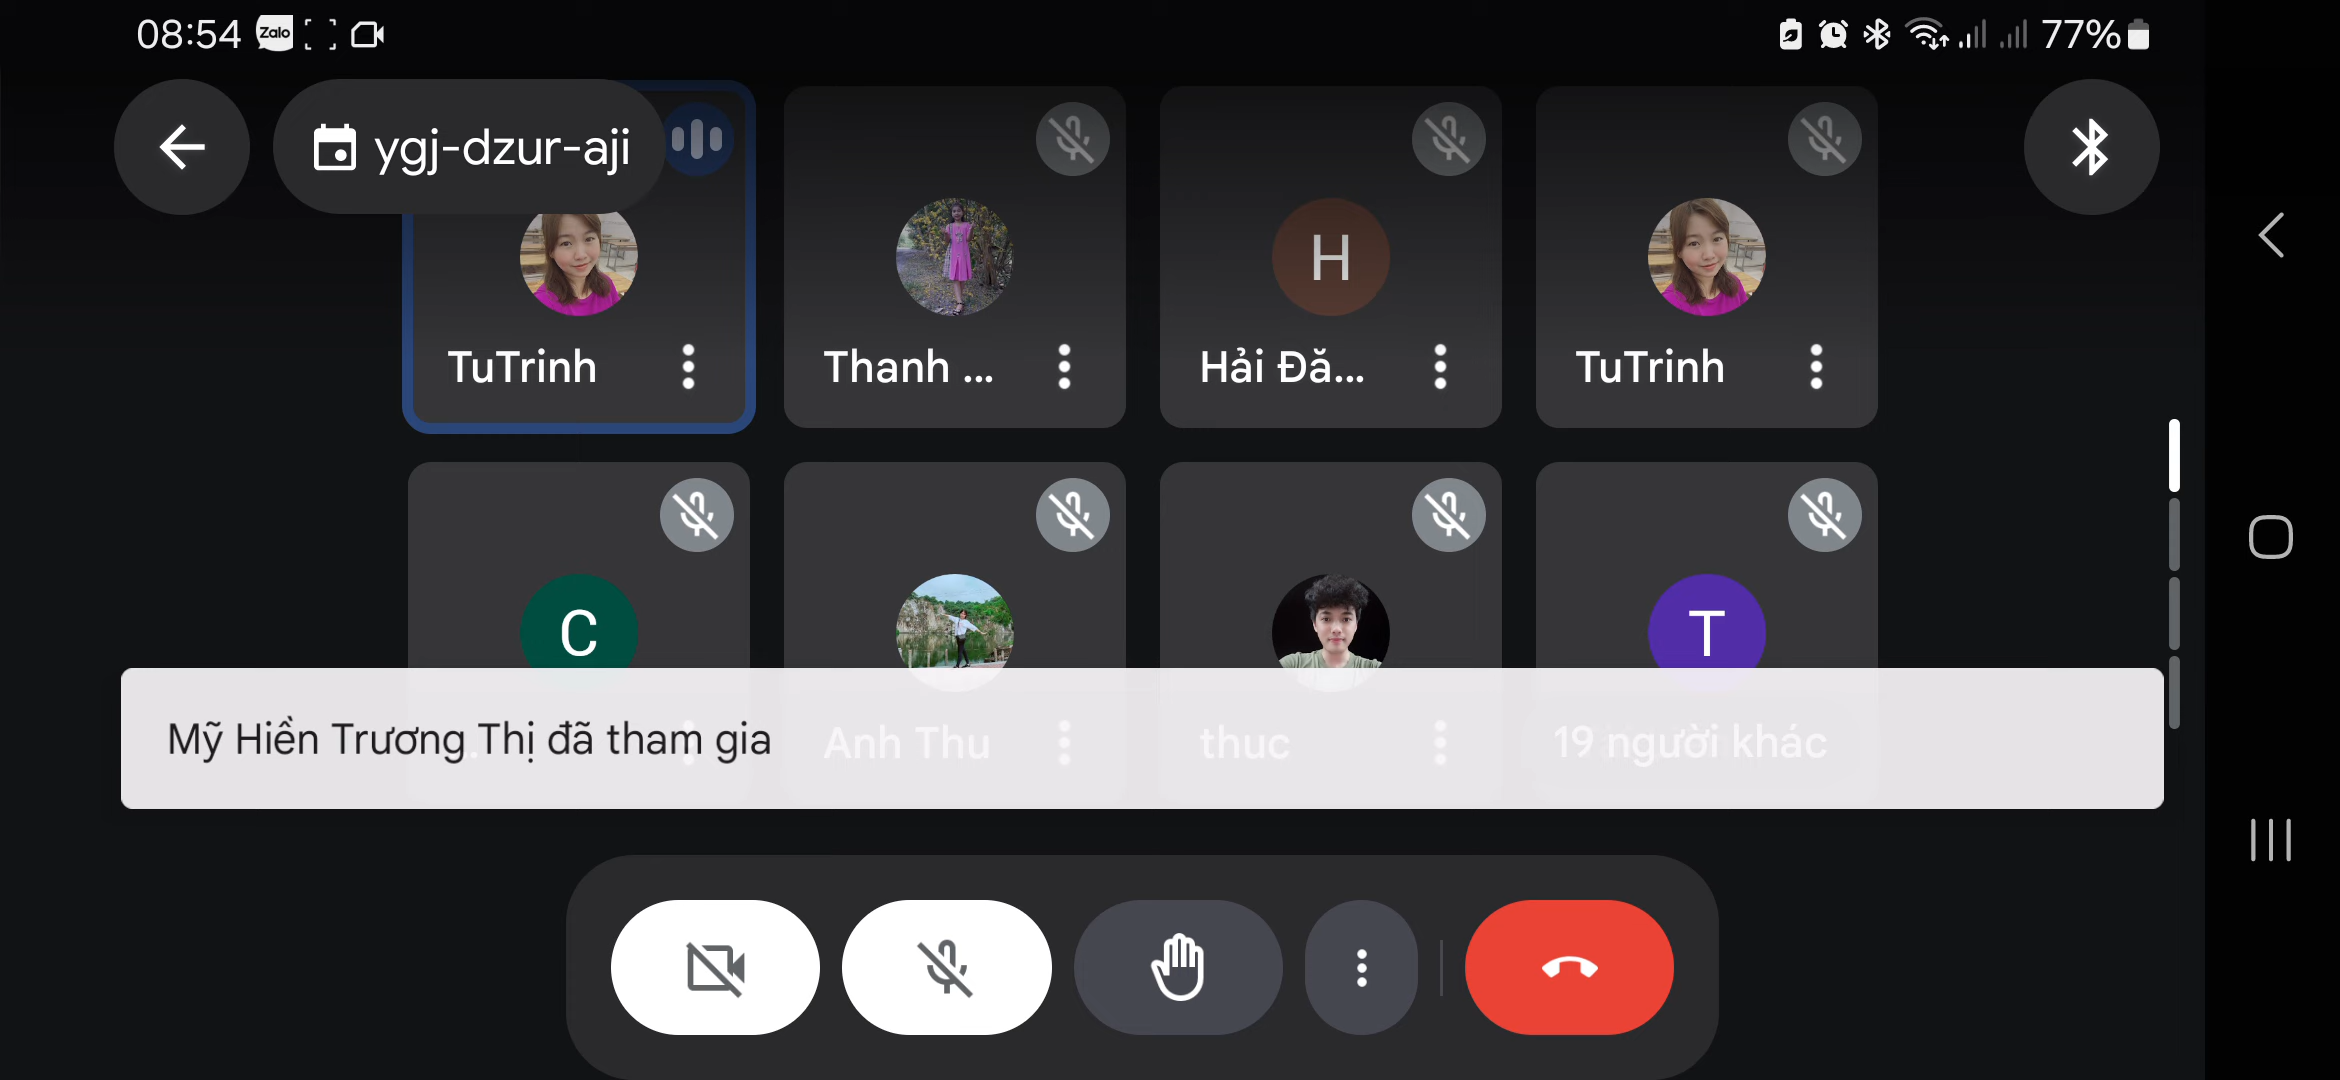 08:54 Zalo 77%
ygj-dzur-aji
TuTrinh
Thanh ...
H
Hải Đă...
TuTrinh
C
T
Mỹ Hiền Trương Thị đã tham gia
Anh Thu
thuc
19 người khác